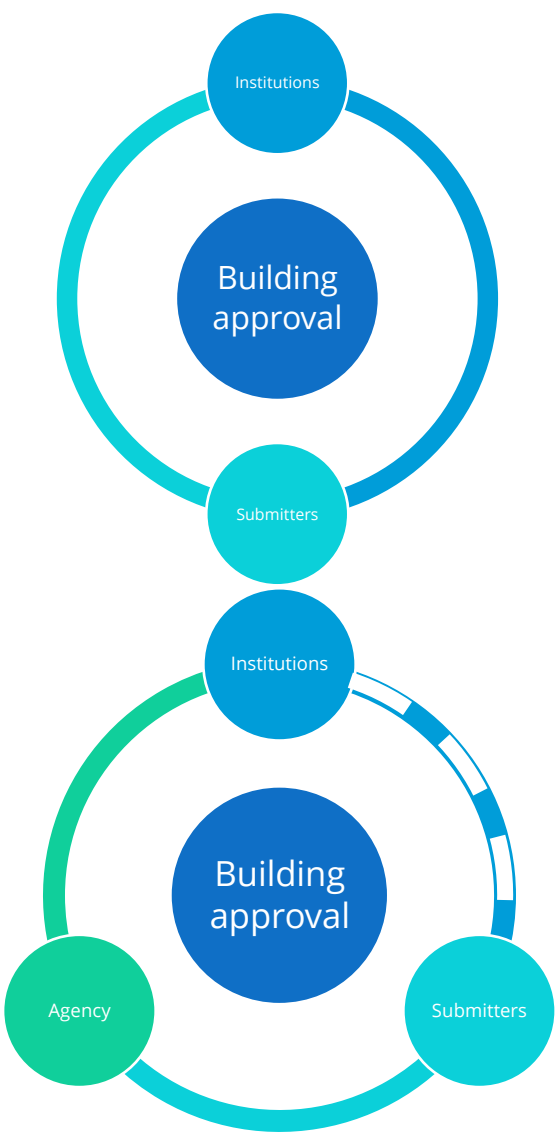 Institutions
Building
approval
Submitters
Institutions
Building
approval
Agency
Submitters